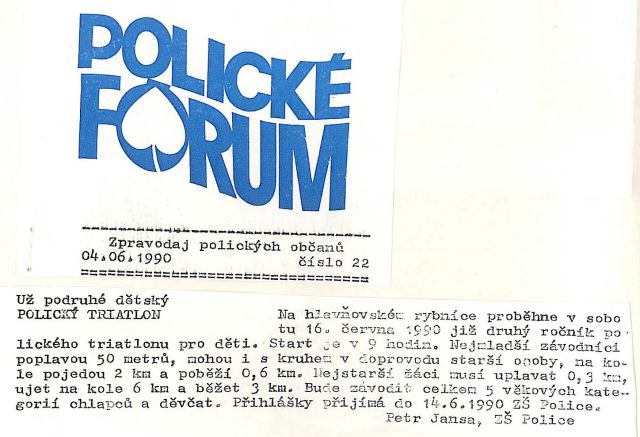 POLICKÉ
FÓRUM
Zpravodaj polických občanů
04.06.1990 číslo 22
Už podruhé dětský
POLICKÝ TRIATLON Na hlavňovském rybníce proběhne v sobo
tu 16. června 1990 již druhý ročník po-
lického triatlonu pro děti. Start je v 9 hodin. Nejmladší závodníci
poplavou 50 metrů, mohou i s kruhem v doprovodu starší osoby, na ko-
le pojedou 2 km a poběží 0,6 km. Nejstarší žáci musí uplavat 0,3 km,
ujet na kole 6 km a běžet 3 km. Bude závodit celkem 5 věkových kate-
gorií chlapců a děvčat. Přihlášky přijímá do 14.6.1990 ZŠ Police.
Petr Jansa, ZŠ Police